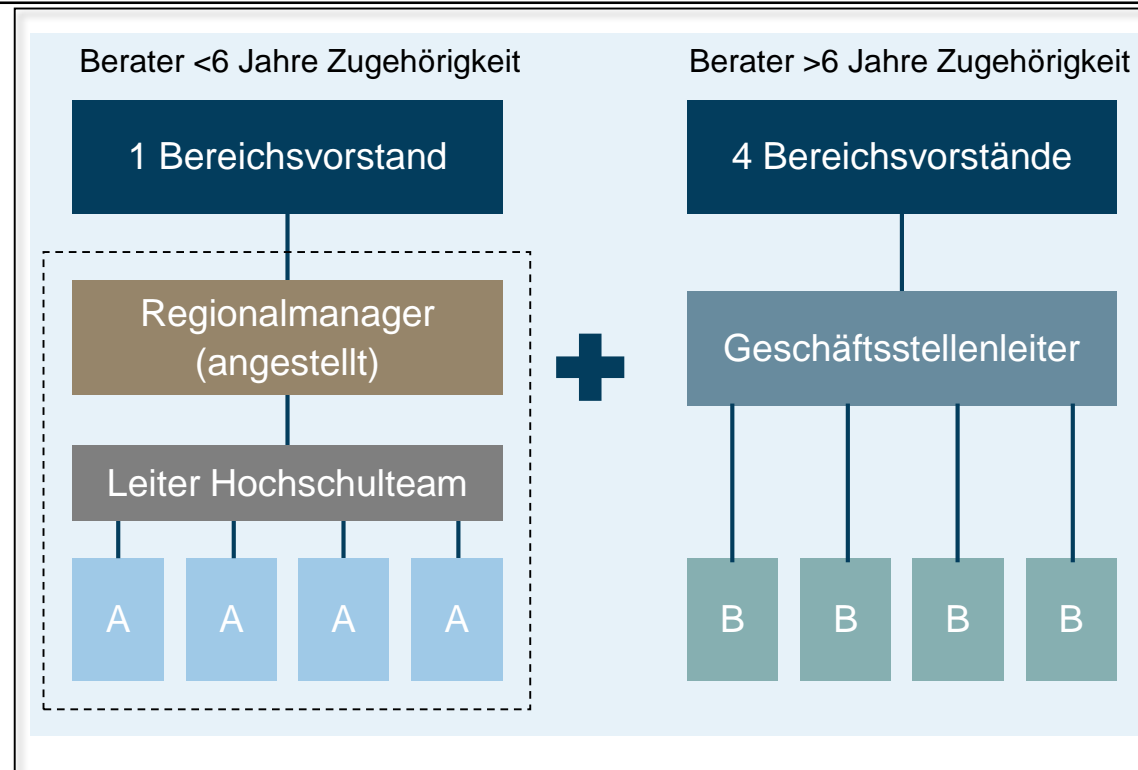 Berater <6 Jahre Zugehörigkeit
1 Bereichsvorstand
Regionalmanager
(angestellt)
Leiter Hochschulteam
A A A A
Berater >6 Jahre Zugehörigkeit
4 Bereichsvorstände
Geschäftsstellenleiter
B B B B